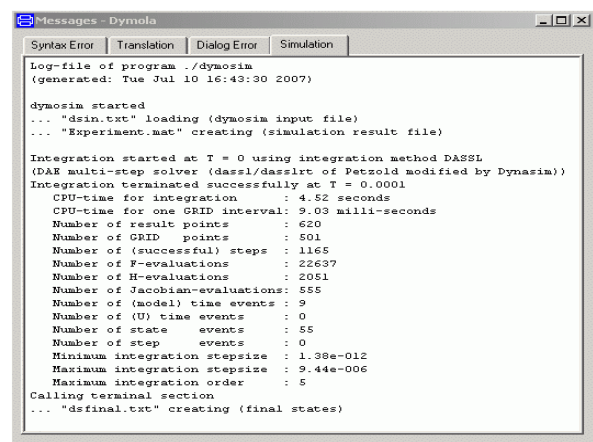 Messages - Dymola
Syntax Error Translation Dialog Error Simulation
Log-file of program ./dymosim
(generated: Tue Jul 10 16:43:30 2007)
dymosim started
... "dsin.txt" loading (dymosim input file)
... "Experiment.mat" creating (simulation result file)
Integration started at T = 0 using integration method DASSL
(DAE multi-step solver (dassl/dasslrt of Petzold modified by Dynasim))
Integration terminated successfully at T = 0.0001
CPU-time for integration : 4.52 seconds
CPU-time for one GRID interval: 9.03 milli-seconds
Number of result points : 620
Number of GRID points : 501
Number of (successful) steps : 1165
Number of F-evaluations : 22637
Number of H-evaluations : 2051
Number of Jacobian-evaluations: 555
Number of (model) time events : 9
Number of (U) time events : 0
Number of state events : 55
Number of step events : 0
Minimum integration stepsize : 1.38e-012
Maximum integration stepsize : 9.44e-006
Maximum integration order : 5
Calling terminal section
... "dsfinal.txt" creating (final states)